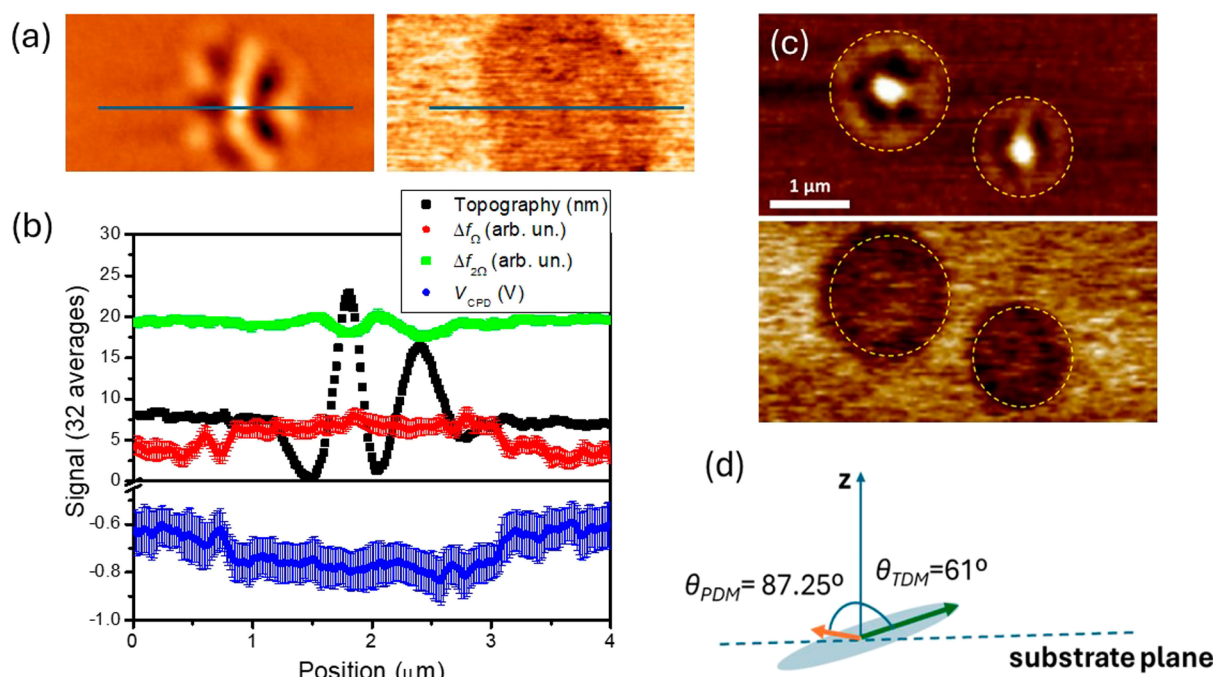 (a)
(c)
1 μm
(b)
Topography (nm)
Δf_Ω (arb. un.)
Δf_2Ω (arb. un.)
V_CPD (V)
30
25
20
15
10
5
0
-0.6
-0.8
-1.0
Signal (32 averages)
0 1 2 3 4
Position (μm)
(d)
z
θ_PDM= 87.25º
θ_TDM=61º
substrate plane